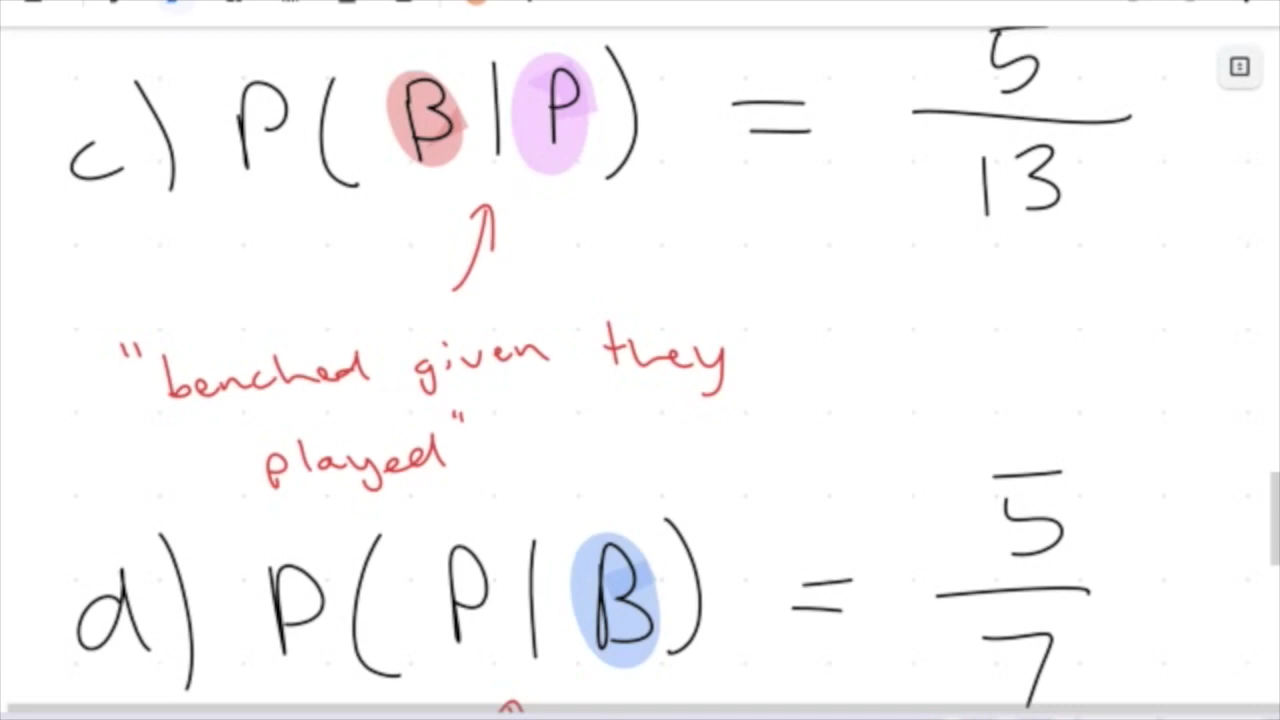 c) P(B|P) = 5/13
"benched given they
played"
d) P(P|B) = 5/7